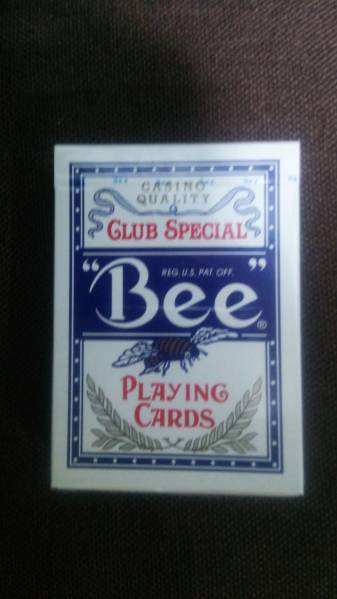 CASINO
QUALITY
CLUB SPECIAL
REG. U.S. PAT. OFF.
"Bee"®
PLAYING
CARDS